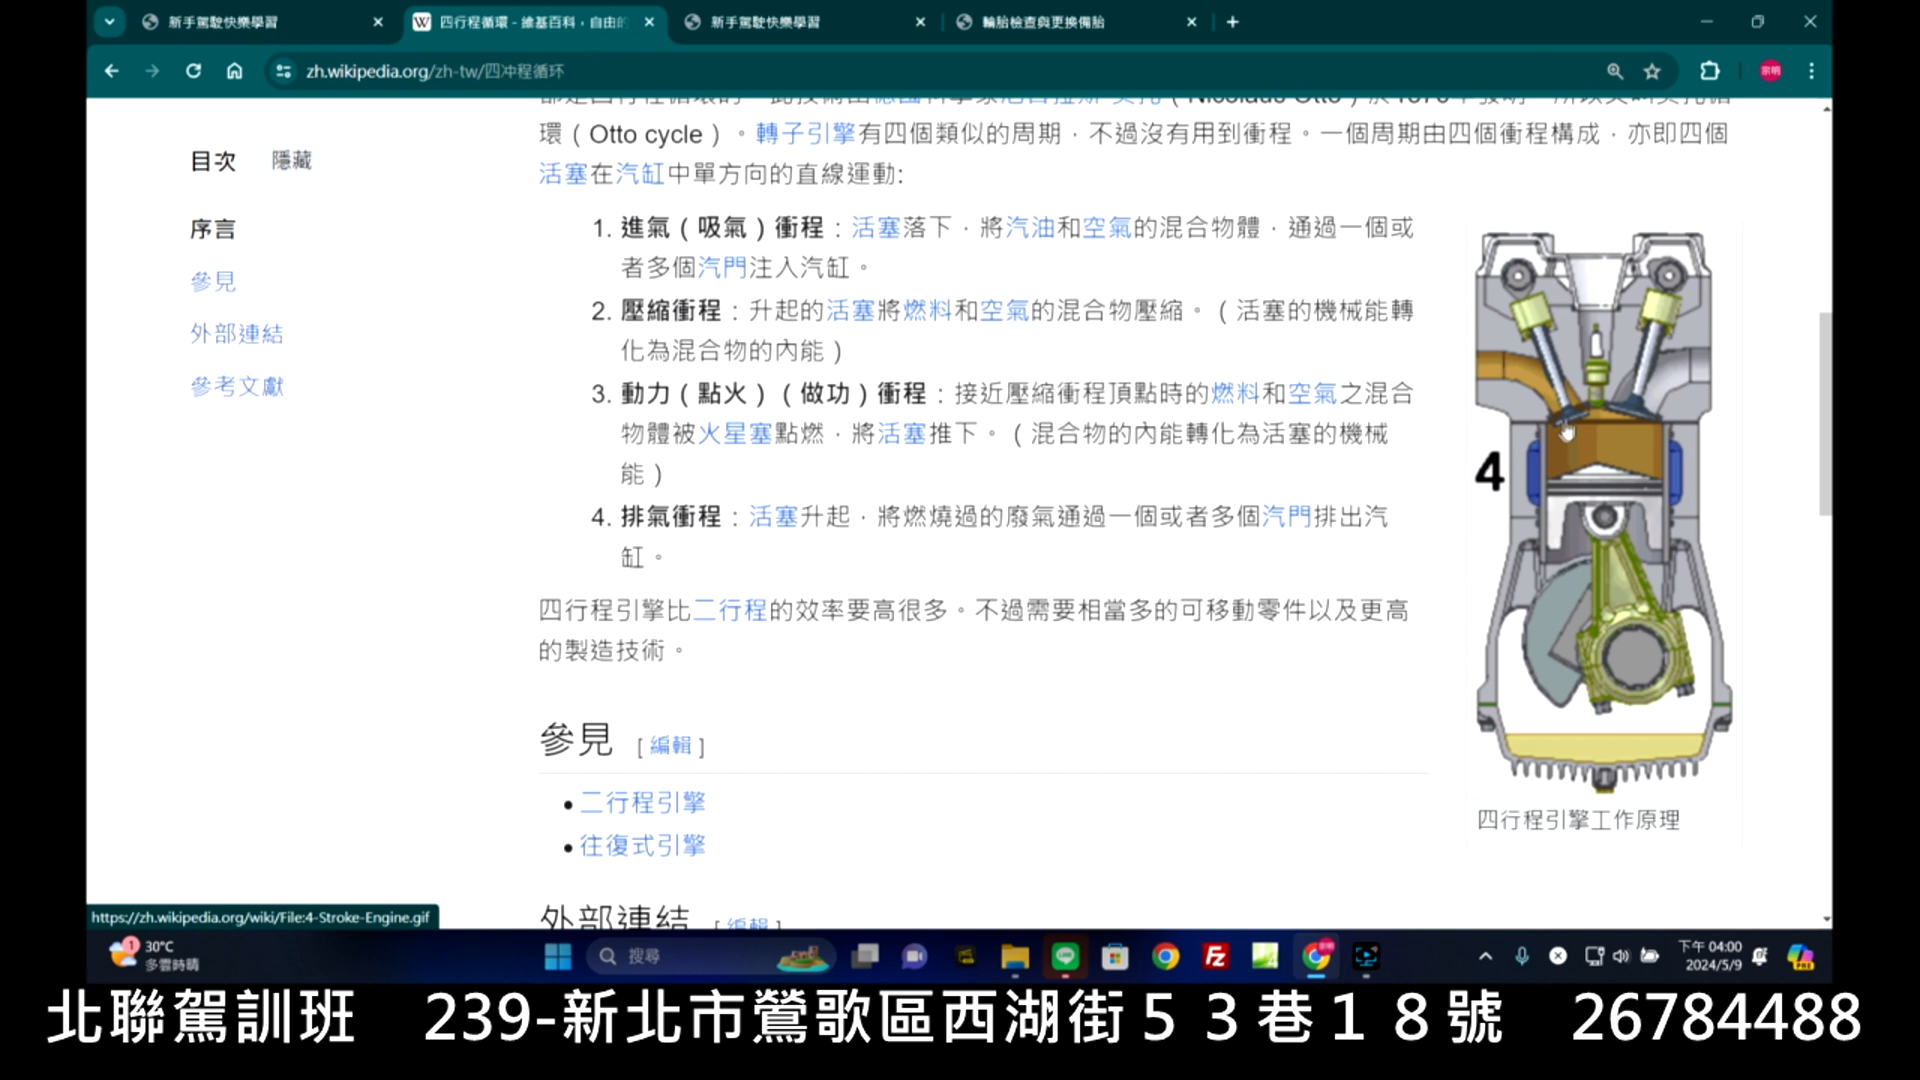 新手駕駛快樂學習
四行程循環 - 維基百科，自由的
新手駕駛快樂學習
輪胎檢查與更換備胎
zh.wikipedia.org/zh-tw/四冲程循环
宗明
目次 隱藏
序言
參見
外部連結
參考文獻
環（Otto cycle）。轉子引擎有四個類似的周期，不過沒有用到衝程。一個周期由四個衝程構成，亦即四個
活塞在汽缸中單方向的直線運動:
1. 進氣（吸氣）衝程：活塞落下，將汽油和空氣的混合物體，通過一個或
者多個汽門注入汽缸。
2. 壓縮衝程：升起的活塞將燃料和空氣的混合物壓縮。（活塞的機械能轉
化為混合物的內能）
3. 動力（點火）（做功）衝程：接近壓縮衝程頂點時的燃料和空氣之混合
物體被火星塞點燃，將活塞推下。（混合物的內能轉化為活塞的機械
能）
4. 排氣衝程：活塞升起，將燃燒過的廢氣通過一個或者多個汽門排出汽
缸。
四行程引擎比二行程的效率要高很多。不過需要相當多的可移動零件以及更高
的製造技術。
4
四行程引擎工作原理
參見 [編輯]
二行程引擎
往復式引擎
外部連結 [編輯]
https://zh.wikipedia.org/wiki/File:4-Stroke-Engine.gif
1
30°C
多雲時晴
搜尋
下午 04:00
2024/5/9
北聯駕訓班 239-新北市鶯歌區西湖街５３巷１８號 26784488